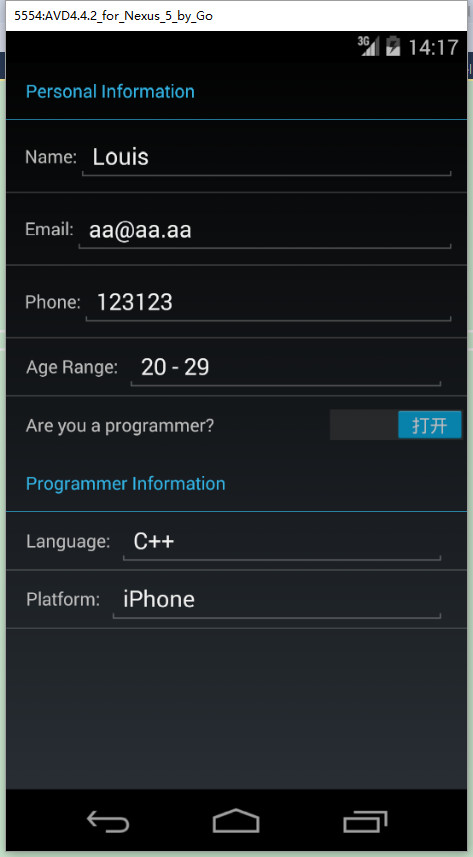 5554:AVD4.4.2_for_Nexus_5_by_Go
3G 14:17
Personal Information
Name: Louis
Email: aa@aa.aa
Phone: 123123
Age Range: 20 - 29
Are you a programmer? 打开
Programmer Information
Language: C++
Platform: iPhone